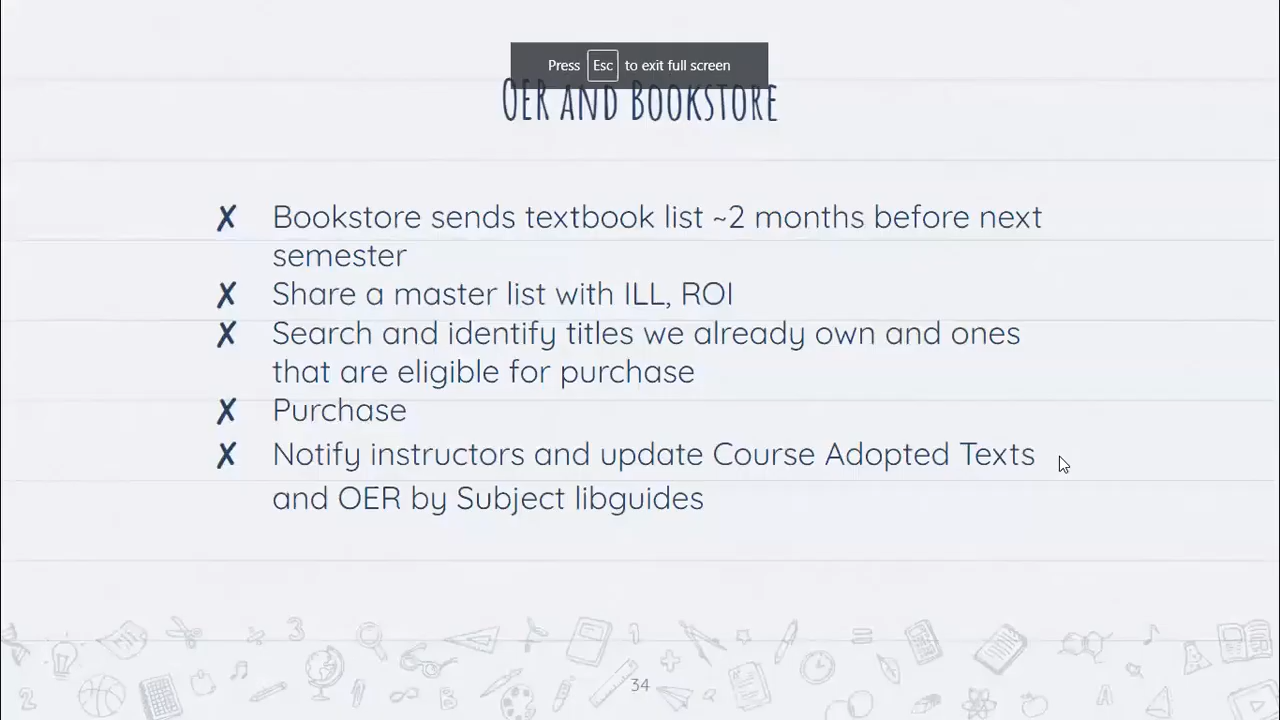 Press Esc to exit full screen
OER and Bookstore
✗ Bookstore sends textbook list ~2 months before next
semester
✗ Share a master list with ILL, ROI
✗ Search and identify titles we already own and ones
that are eligible for purchase
✗ Purchase
✗ Notify instructors and update Course Adopted Texts
and OER by Subject libguides
34